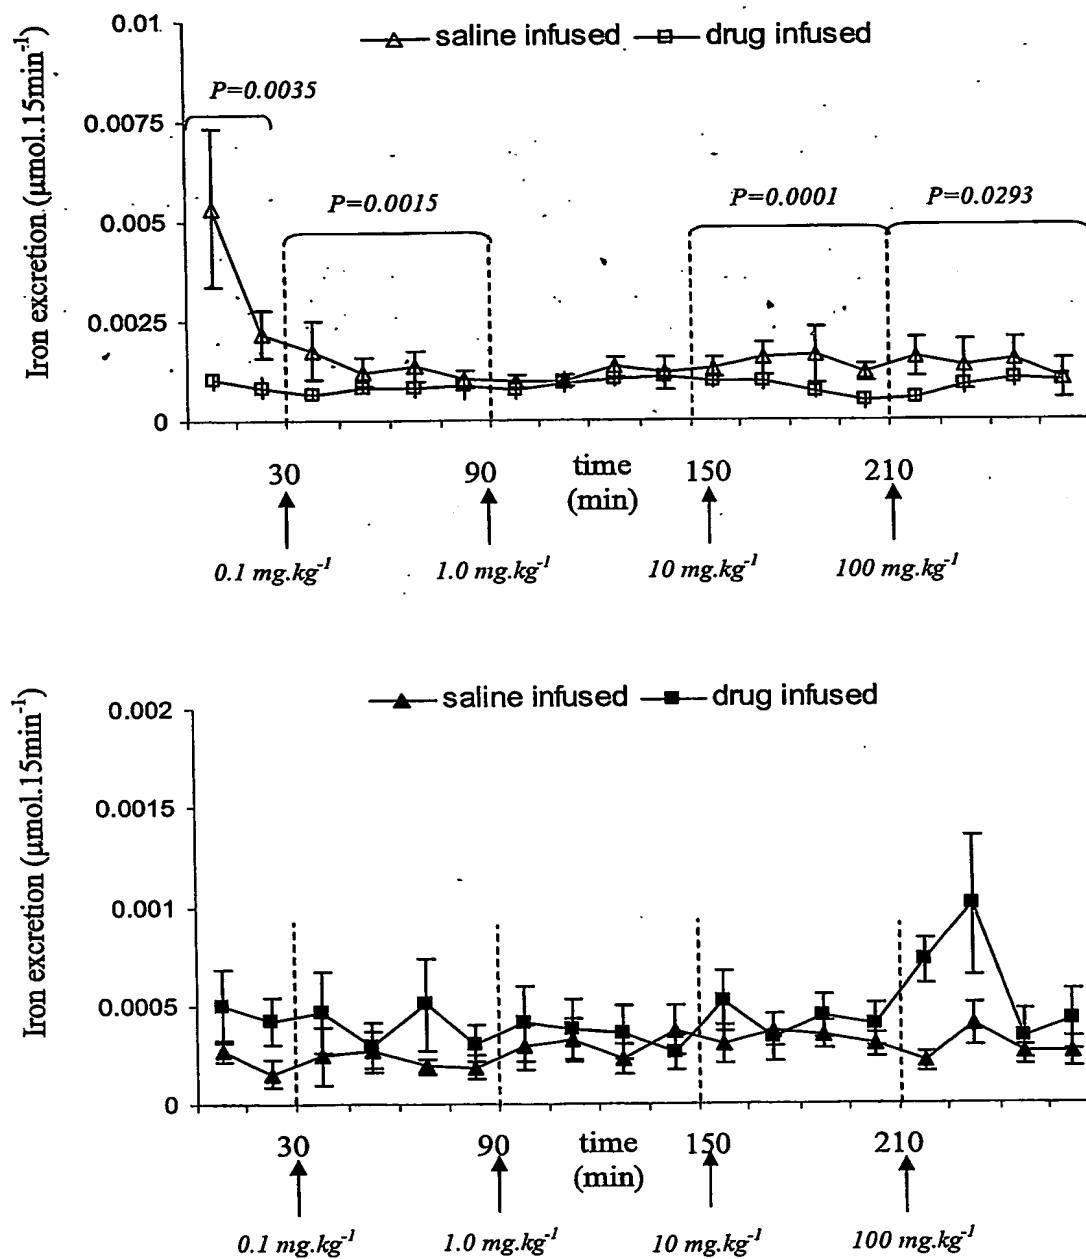 saline infused drug infused
Iron excretion (μmol.15min⁻¹)
0.01
0.0075
0.005
0.0025
0
P=0.0035
P=0.0015
P=0.0001
P=0.0293
30 90 time (min) 150 210
0.1 mg.kg⁻¹ 1.0 mg.kg⁻¹ 10 mg.kg⁻¹ 100 mg.kg⁻¹
saline infused drug infused
Iron excretion (μmol.15min⁻¹)
0.002
0.0015
0.001
0.0005
0
30 90 time (min) 150 210
0.1 mg.kg⁻¹ 1.0 mg.kg⁻¹ 10 mg.kg⁻¹ 100 mg.kg⁻¹